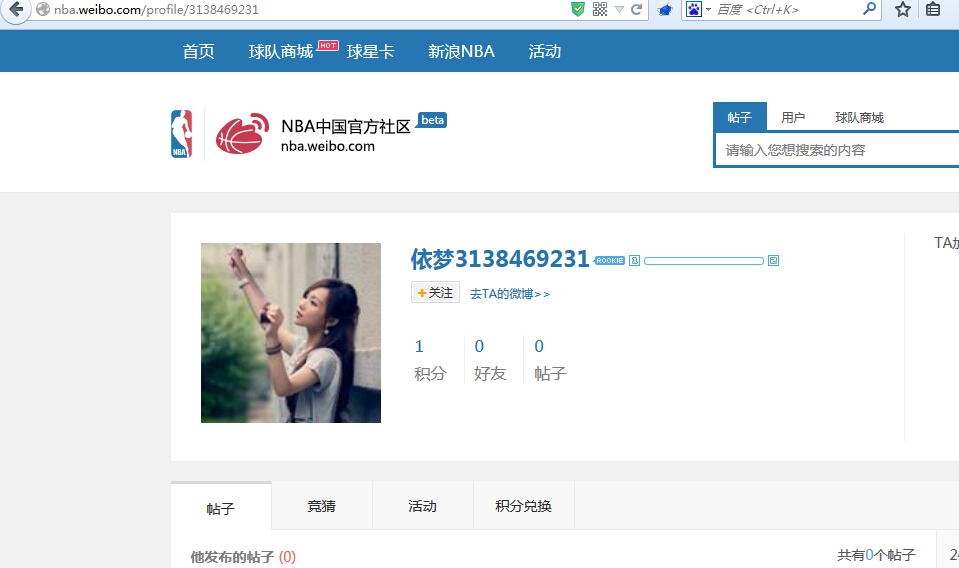 nba.weibo.com/profile/3138469231
百度 <Ctrl+K>
首页 球队商城 HOT 球星卡 新浪NBA 活动
NBA
NBA中国官方社区 beta
nba.weibo.com
帖子 用户 球队商城
请输入您想搜索的内容
依梦3138469231 ROOKIE
TA加
+关注 去TA的微博>>
1 0 0
积分 好友 帖子
帖子 竞猜 活动 积分兑换
他发布的帖子 (0) 共有0个帖子